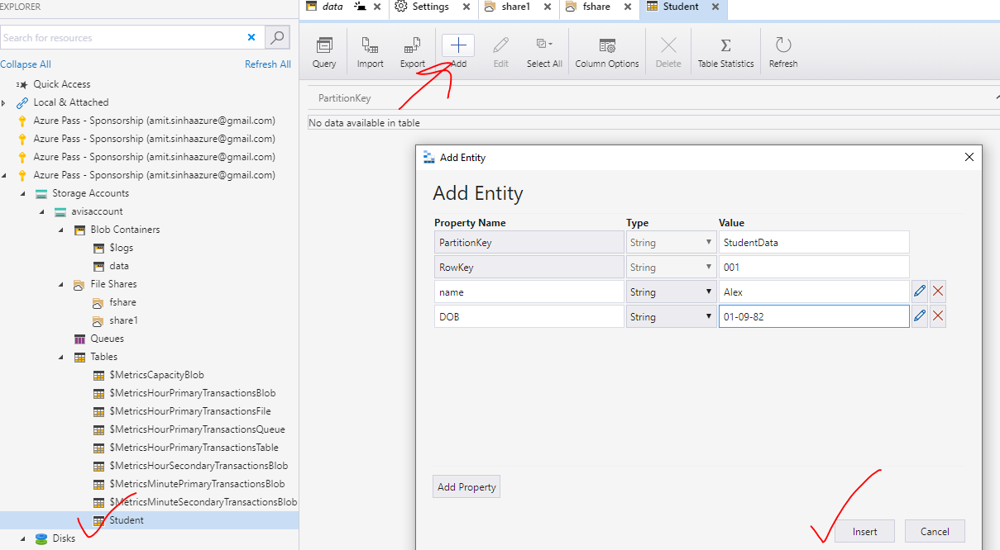 EXPLORER
Search for resources
Collapse All
Refresh All
Quick Access
Local & Attached
Azure Pass - Sponsorship (amit.sinhaazure@gmail.com)
Azure Pass - Sponsorship (amit.sinhaazure@gmail.com)
Azure Pass - Sponsorship (amit.sinhaazure@gmail.com)
Azure Pass - Sponsorship (amit.sinhaazure@gmail.com)
Storage Accounts
avisaccount
Blob Containers
$logs
data
File Shares
fshare
share1
Queues
Tables
$MetricsCapacityBlob
$MetricsHourPrimaryTransactionsBlob
$MetricsHourPrimaryTransactionsFile
$MetricsHourPrimaryTransactionsQueue
$MetricsHourPrimaryTransactionsTable
$MetricsHourSecondaryTransactionsBlob
$MetricsMinutePrimaryTransactionsBlob
$MetricsMinuteSecondaryTransactionsBlob
Student
Disks
data Settings share1 fshare Student
Query Import Export Add Edit Select All Column Options Delete Table Statistics Refresh
PartitionKey
No data available in table
Add Entity
Add Entity
Property Name Type Value
PartitionKey String StudentData
RowKey String 001
name String Alex
DOB String 01-09-82
Add Property
Insert Cancel